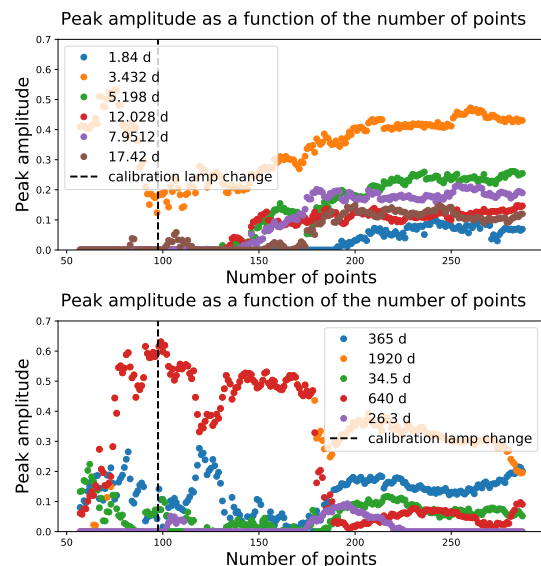 Peak amplitude as a function of the number of points
0.7
0.6
0.5
0.4
0.3
0.2
0.1
0.0
Peak amplitude
1.84 d
3.432 d
5.198 d
12.028 d
7.9512 d
17.42 d
calibration lamp change
50
100
150
200
250
Number of points
Peak amplitude as a function of the number of points
0.7
0.6
0.5
0.4
0.3
0.2
0.1
0.0
Peak amplitude
365 d
1920 d
34.5 d
640 d
26.3 d
calibration lamp change
50
100
150
200
250
Number of points